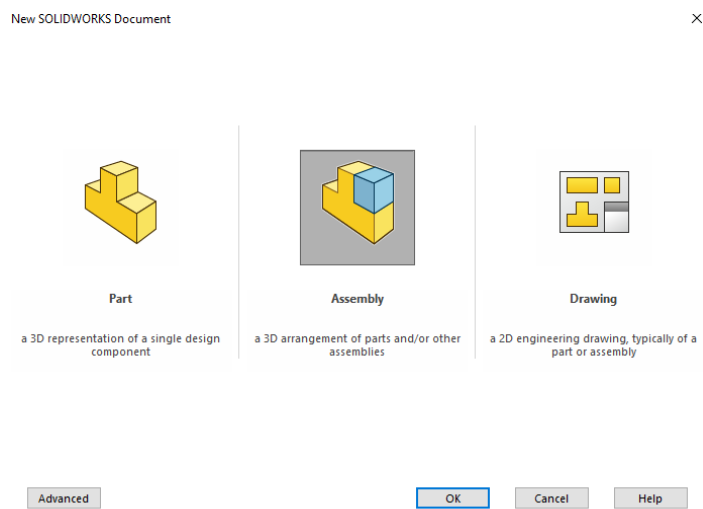 New SOLIDWORKS Document
Part
a 3D representation of a single design
component
Assembly
a 3D arrangement of parts and/or other
assemblies
Drawing
a 2D engineering drawing, typically of a
part or assembly
Advanced
OK
Cancel
Help